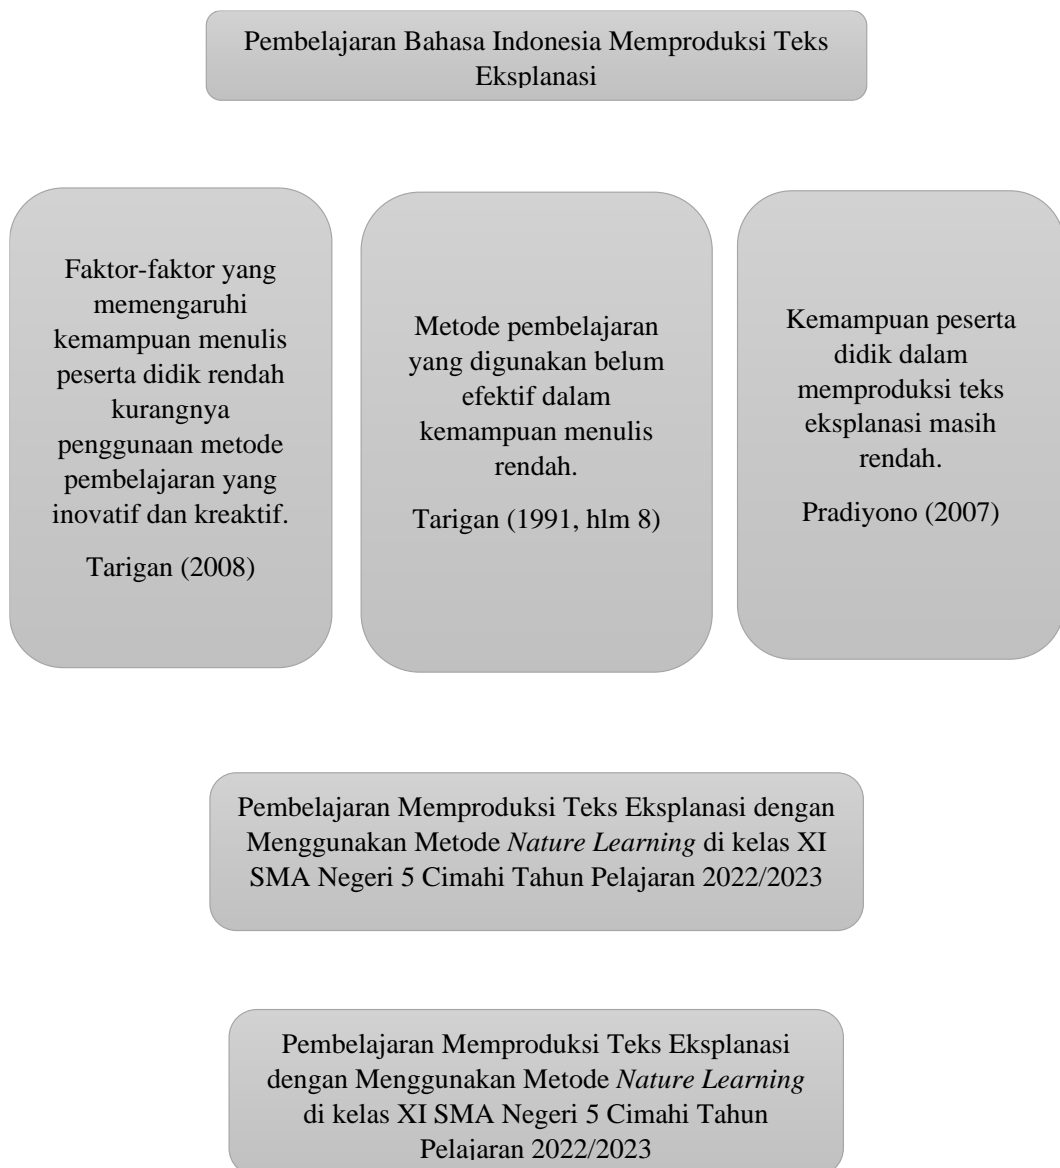 Pembelajaran Bahasa Indonesia Memproduksi Teks
Eksplanasi
Faktor-faktor yang
memengaruhi
kemampuan menulis
peserta didik rendah
kurangnya
penggunaan metode
pembelajaran yang
inovatif dan kreaktif.
Tarigan (2008)
Metode pembelajaran
yang digunakan belum
efektif dalam
kemampuan menulis
rendah.
Tarigan (1991, hlm 8)
Kemampuan peserta
didik dalam
memproduksi teks
eksplanasi masih
rendah.
Pradiyono (2007)
Pembelajaran Memproduksi Teks Eksplanasi dengan
Menggunakan Metode Nature Learning di kelas XI
SMA Negeri 5 Cimahi Tahun Pelajaran 2022/2023
Pembelajaran Memproduksi Teks Eksplanasi
dengan Menggunakan Metode Nature Learning
di kelas XI SMA Negeri 5 Cimahi Tahun
Pelajaran 2022/2023